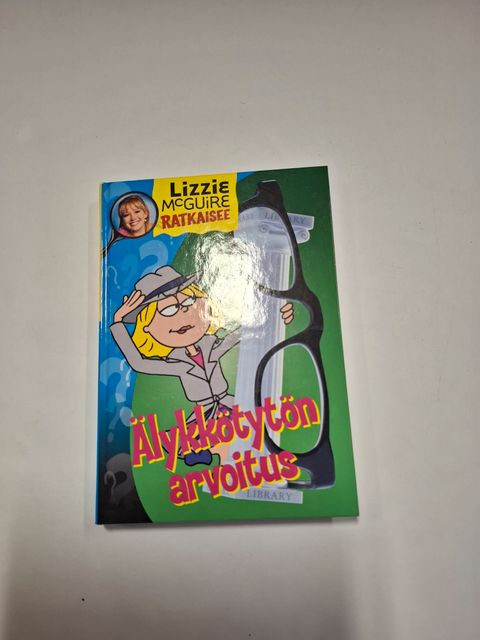 Lizzie
McGuire
RATKAISEE
LIBRARY
Älykkötytön
arvoitus
LIBRARY